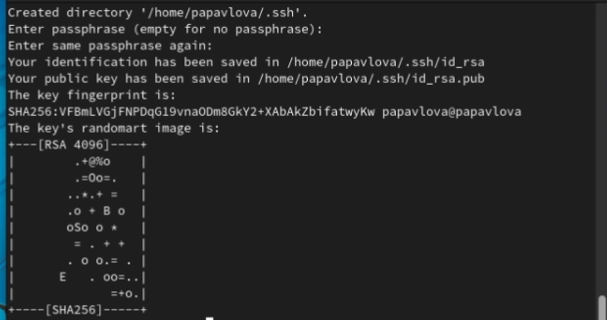 Created directory '/home/papavlova/.ssh'.
Enter passphrase (empty for no passphrase):
Enter same passphrase again:
Your identification has been saved in /home/papavlova/.ssh/id_rsa
Your public key has been saved in /home/papavlova/.ssh/id_rsa.pub
The key fingerprint is:
SHA256:VFBmLVGjFNPDqG19vnaODm8GkY2+XAbAkZbifatwyKw papavlova@papavlova
The key's randomart image is:
+---[RSA 4096]----+
|        .+@%o    |
|        .=Oo=.   |
|       ..*.+ =   |
|       .o + B o  |
|       oSo o *   |
|        = . + +  |
|       . o o.= . |
|      E   . oo=..|
|             =+o.|
+----[SHA256]-----+